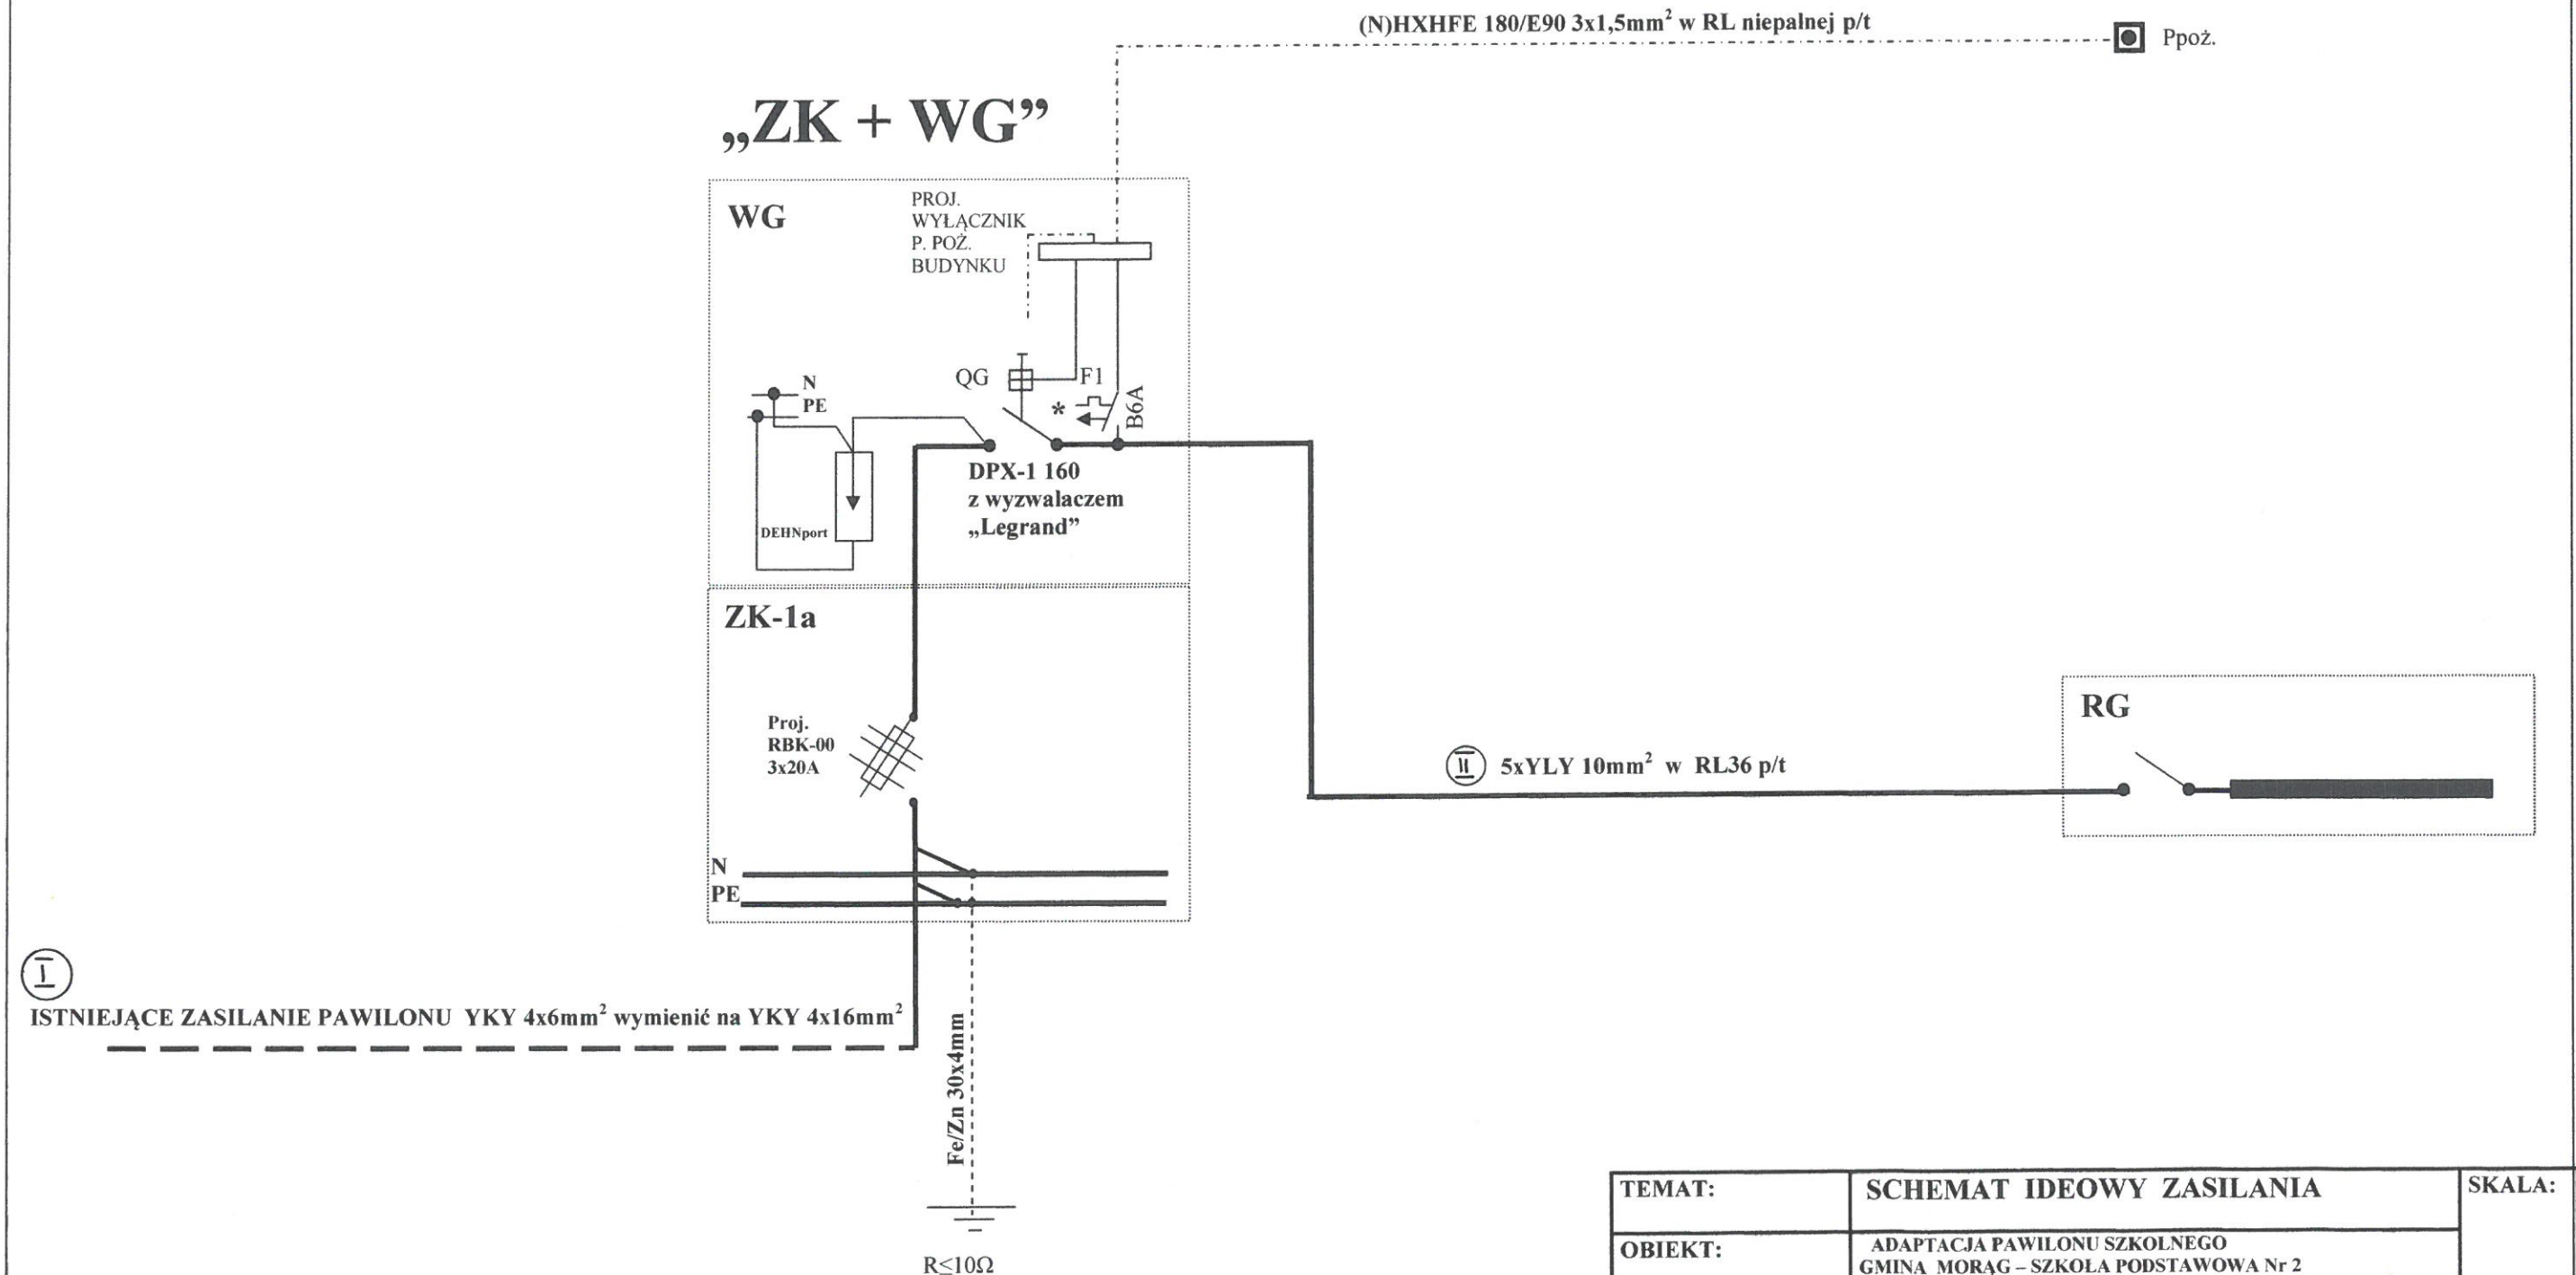 (N)HXHFE 180/E90 3x1,5mm² w RL niepalnej p/t
Ppoż.
„ZK + WG”
WG
PROJ.
WYŁĄCZNIK
P. POŻ.
BUDYNKU
QG
F1
B6A
*
N
PE
DPX-1 160
z wyzwalaczem
„Legrand”
DEHNport
ZK-1a
Proj.
RBK-00
3x20A
RG
II 5xYLY 10mm² w RL36 p/t
N
PE
I
ISTNIEJĄCE ZASILANIE PAWILONU YKY 4x6mm² wymienić na YKY 4x16mm²
Fe/Zn 30x4mm
R≤10Ω
TEMAT:
SCHEMAT IDEOWY ZASILANIA
SKALA:
OBIEKT:
ADAPTACJA PAWILONU SZKOLNEGO
GMINA MORĄG – SZKOŁA PODSTAWOWA Nr 2